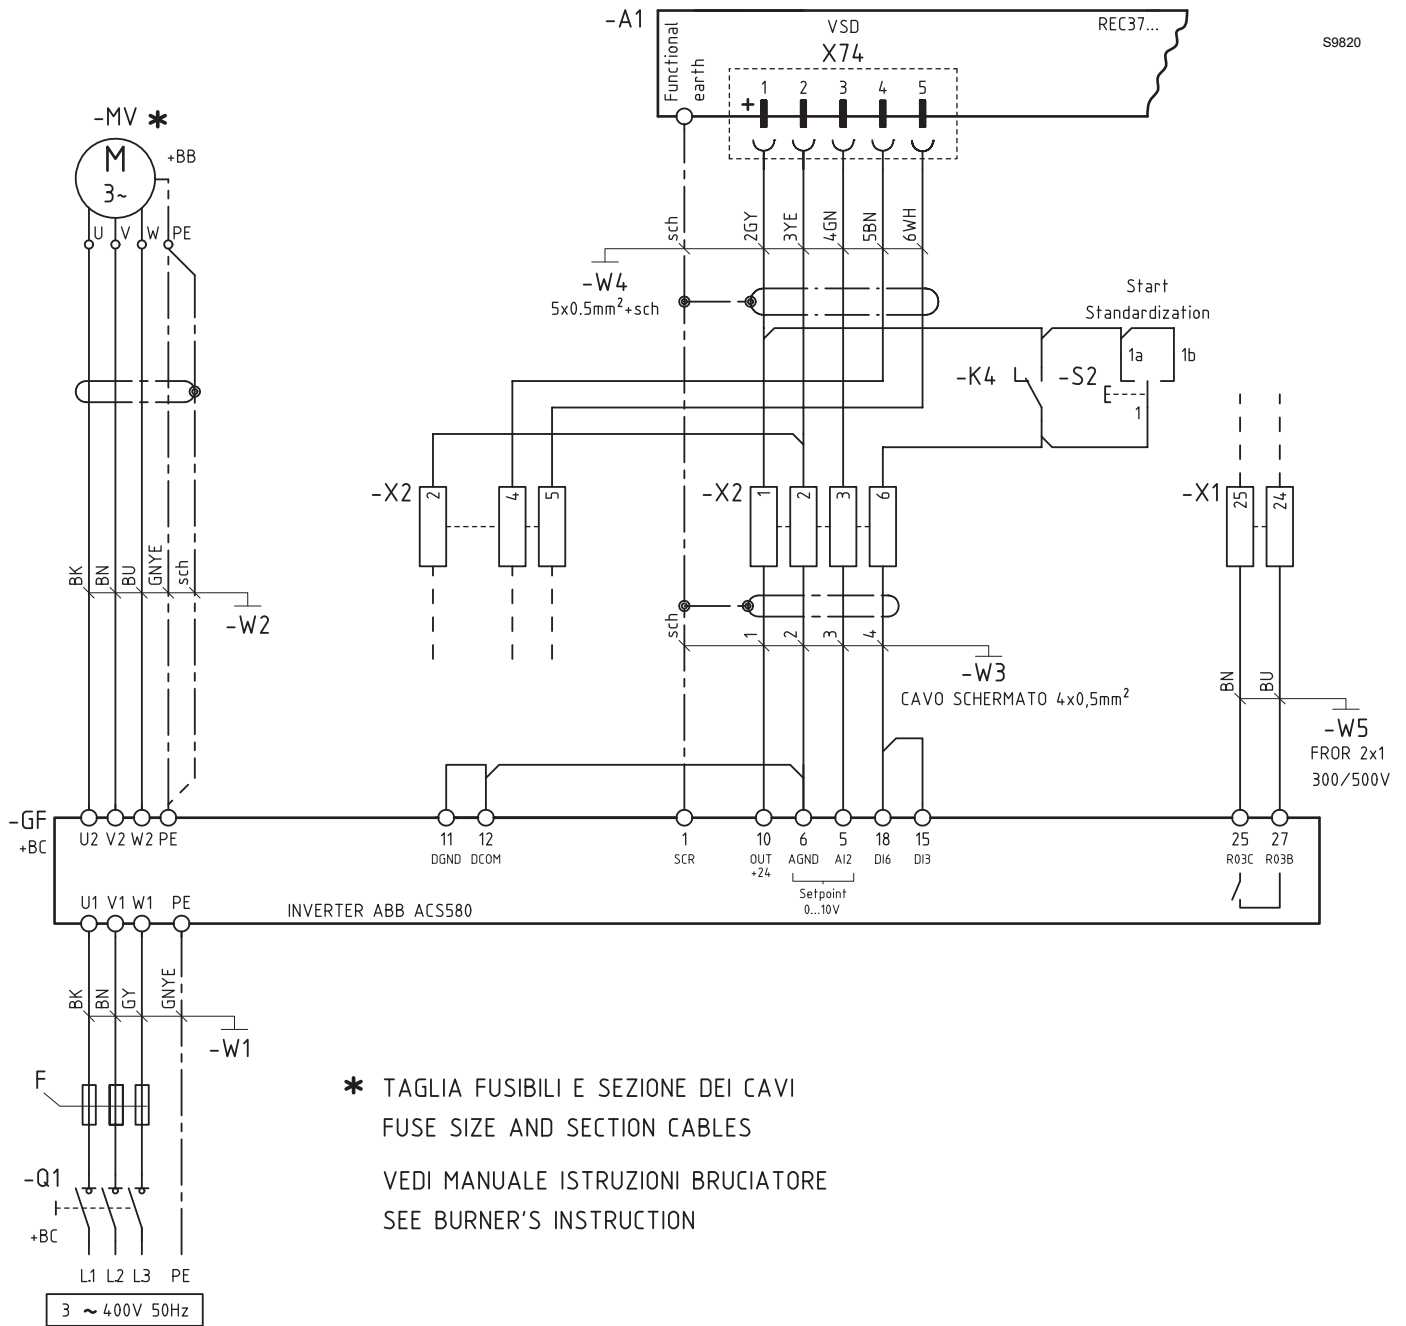 -A1
VSD
REC37...
S9820
X74
Functional
earth
1 2 3 4 5
+
-MV *
M
3~
+BB
U V W PE
sch 2GY 3YE 4GN 5BN 6WH
-W4
5x0.5mm²+sch
Start
Standardization
1a 1b
-K4 -S2
1
-X2 2 4 5
-X2 1 2 3 6
-X1 25 24
BK BN BU GNYE sch
-W2
sch 1 2 3 4
-W3
CAVO SCHERMATO 4x0,5mm²
BN BU
-W5
FROR 2x1
300/500V
-GF
+BC
U2 V2 W2 PE
11 12 1 10 6 5 18 15 25 27
DGND DCOM SCR OUT AGND AI2 DI6 DI3 R03C R03B
+24
Setpoint
0...10V
U1 V1 W1 PE
INVERTER ABB ACS580
BK BN GY GNYE
-W1
F
* TAGLIA FUSIBILI E SEZIONE DEI CAVI
FUSE SIZE AND SECTION CABLES
VEDI MANUALE ISTRUZIONI BRUCIATORE
SEE BURNER'S INSTRUCTION
-Q1
+BC
L1 L2 L3 PE
3 ~ 400V 50Hz